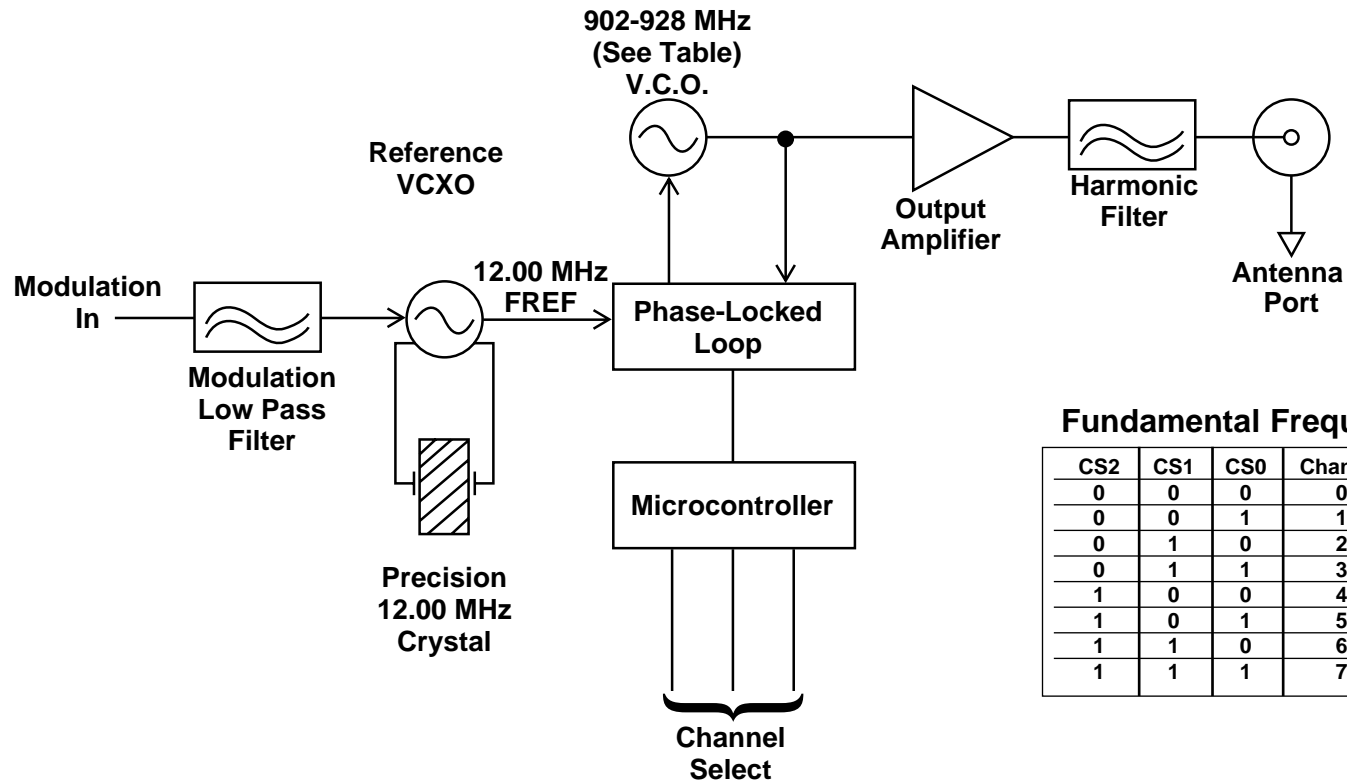 902-928 MHz
(See Table)
V.C.O.
Reference
VCXO
Output
Amplifier
Harmonic
Filter
Antenna
Port
Modulation
In
12.00 MHz
FREF
Phase-Locked
Loop
Modulation
Low Pass
Filter
Microcontroller
Precision
12.00 MHz
Crystal
Channel
Select
Fundamental Frequ
CS2 CS1 CS0 Chan
0 0 0 0
0 0 1 1
0 1 0 2
0 1 1 3
1 0 0 4
1 0 1 5
1 1 0 6
1 1 1 7